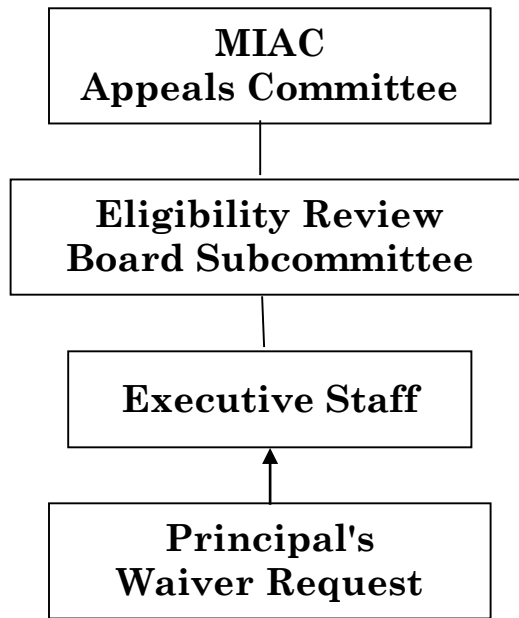 MIAC
Appeals Committee
Eligibility Review
Board Subcommittee
Executive Staff
Principal's
Waiver Request